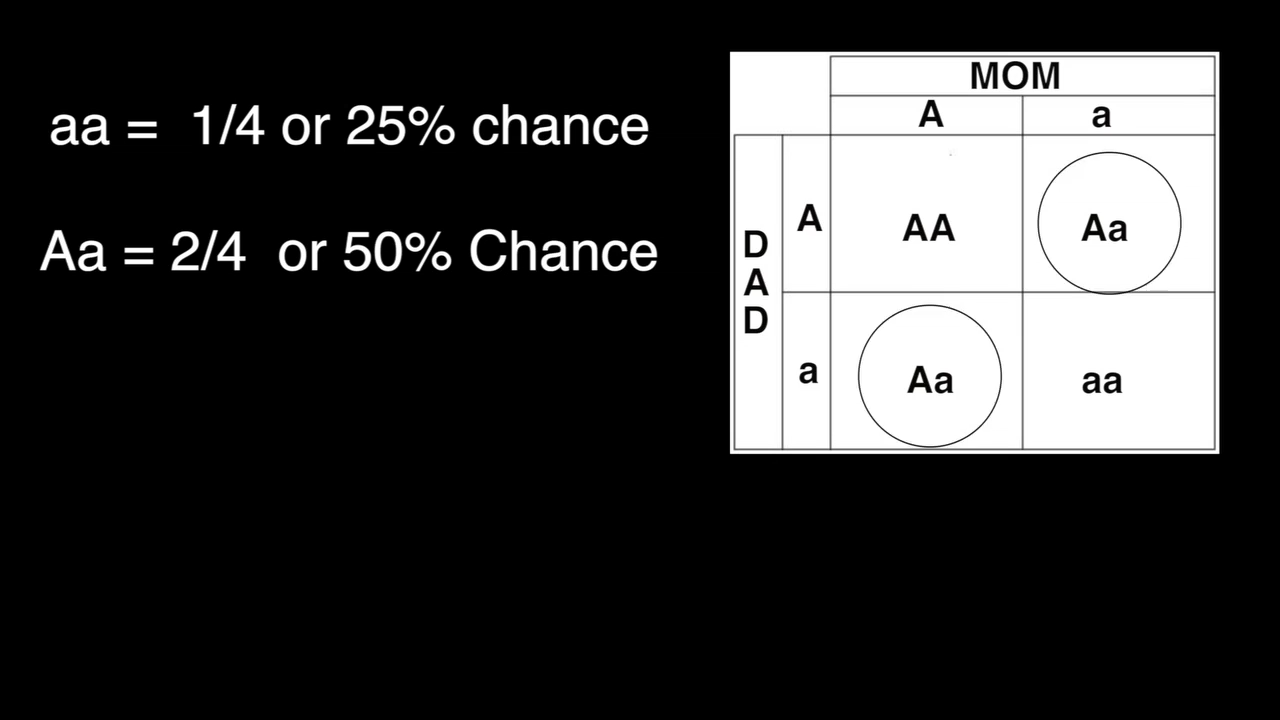 aa = 1/4 or 25% chance
Aa = 2/4 or 50% Chance
MOM
A a
DAD
A AA Aa
a Aa aa